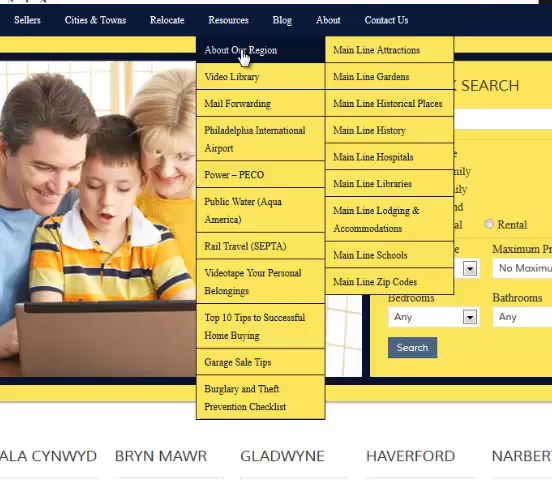 Sellers
Cities & Towns
Relocate
Resources
Blog
About
Contact Us
About Our Region
Video Library
Mail Forwarding
Philadelphia International
Airport
Power – PECO
Public Water (Aqua
America)
Rail Travel (SEPTA)
Videotape Your Personal
Belongings
Top 10 Tips to Successful
Home Buying
Garage Sale Tips
Burglary and Theft
Prevention Checklist
Main Line Attractions
Main Line Gardens
Main Line Historical Places
Main Line History
Main Line Hospitals
Main Line Libraries
Main Line Lodging &
Accommodations
Main Line Schools
Main Line Zip Codes
SEARCH
Rental
Maximum Pr
No Maximu
Bedrooms
Bathrooms
Any
Any
Search
ALA CYNWYD
BRYN MAWR
GLADWYNE
HAVERFORD
NARBER